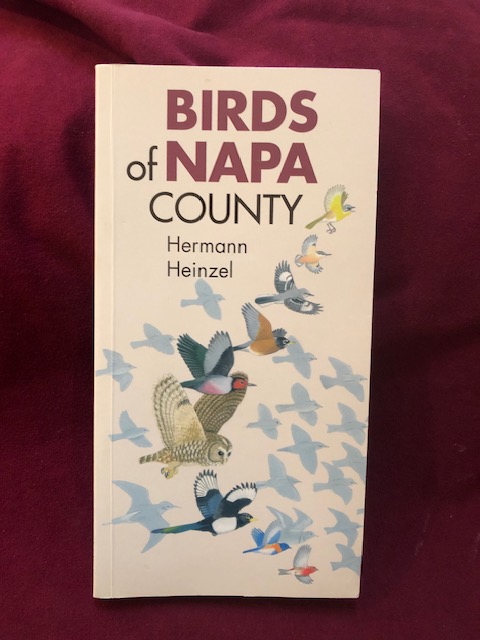 BIRDS
of NAPA
COUNTY
Hermann
Heinzel